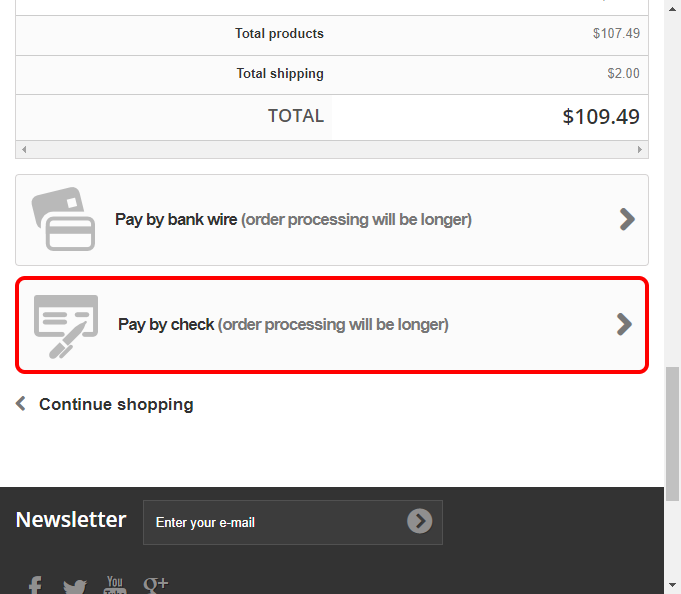 Total products $107.49
Total shipping $2.00
TOTAL $109.49
Pay by bank wire (order processing will be longer)
Pay by check (order processing will be longer)
Continue shopping
Newsletter Enter your e-mail
f You g+